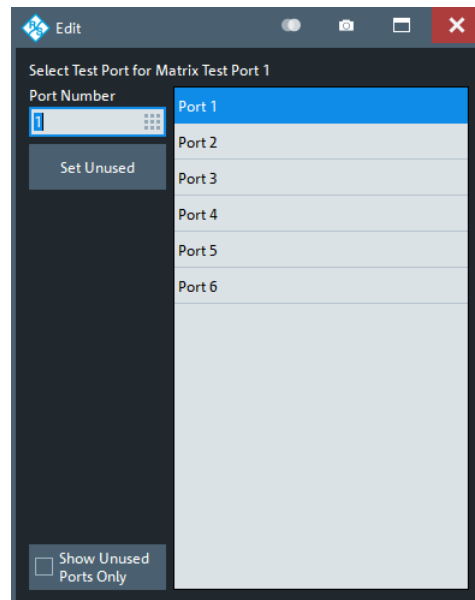 Edit
Select Test Port for Matrix Test Port 1
Port Number
1
Set Unused
Port 1
Port 2
Port 3
Port 4
Port 5
Port 6
Show Unused
Ports Only